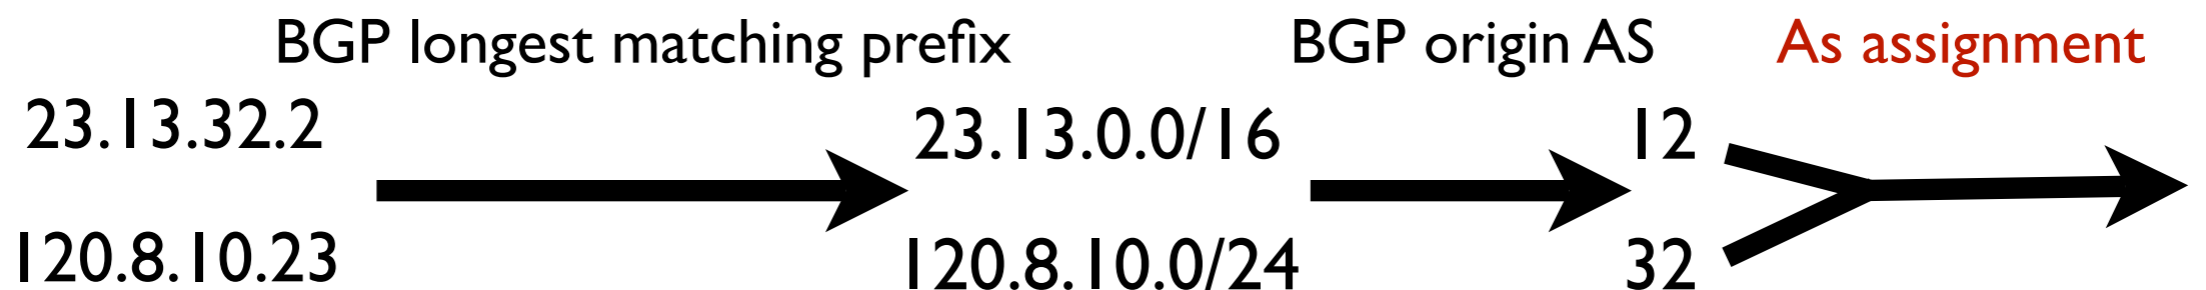 BGP longest matching prefix BGP origin AS As assignment
23.13.32.2 23.13.0.0/16 12
120.8.10.23 120.8.10.0/24 32